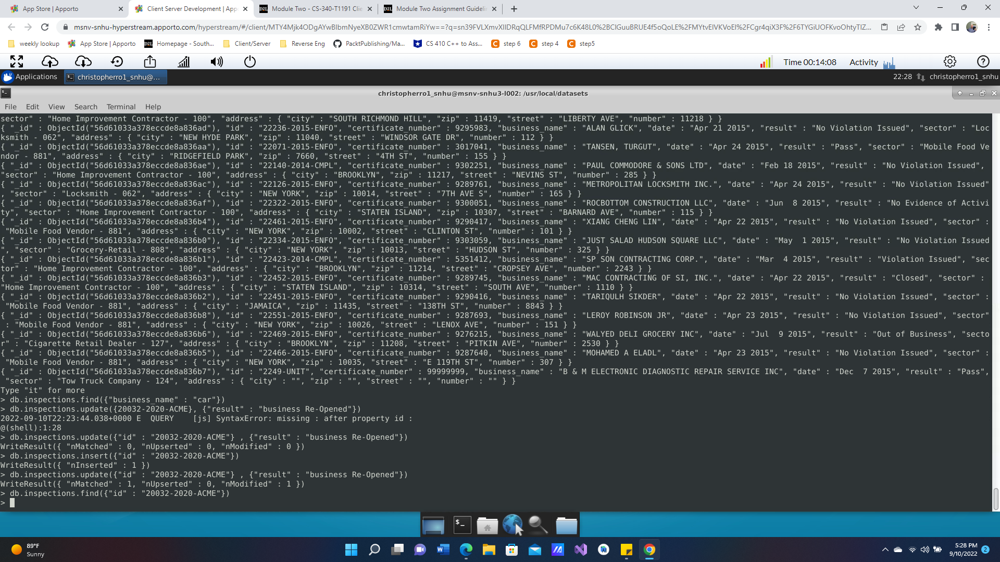 App Store | Apporto
Client Server Development | App
Module Two - CS-340-T1191 Clie
Module Two Assignment Guideli
msnv-snhu-hyperstream.apporto.com/hyperstream/#/client/
weekly lookup
App Store | Apporto
Homepage - South...
Client/Server
Reverse Eng
PacktPublishing/Ma...
CS 410 C++ to Ass...
step 6
step 4
step5
Time 00:14:08
Activity
Applications
christopherro1_snhu@...
22:28
christopherro1_snhu
christopherro1_snhu@msnv-snhu3-l002: /usr/local/datasets
File Edit View Search Terminal Help
sector" : "Home Improvement Contractor - 100", "address" : { "city" : "SOUTH RICHMOND HILL", "zip" : 11419, "street" : "LIBERTY AVE", "number" : 11218 } }
{ "_id" : ObjectId("56d61033a378eccde8a836ad"), "id" : "22236-2015-ENFO", "certificate_number" : 9295983, "business_name" : "ALAN GLICK", "date" : "Apr 21 2015", "result" : "No Violation Issued", "sector" : "Loc
ksmith - 062", "address" : { "city" : "NEW HYDE PARK", "zip" : 11040, "street" : "WINDSOR GATE DR", "number" : 112 } }
{ "_id" : ObjectId("56d61033a378eccde8a836aa"), "id" : "22071-2015-ENFO", "certificate_number" : 3017041, "business_name" : "TANSEN, TURGUT", "date" : "Apr 24 2015", "result" : "Pass", "sector" : "Mobile Food Ve
ndor - 881", "address" : { "city" : "RIDGEFIELD PARK", "zip" : 7660, "street" : "4TH ST", "number" : 155 } }
{ "_id" : ObjectId("56d61033a378eccde8a836ae"), "id" : "22140-2014-CMPL", "certificate_number" : 9302251, "business_name" : "PAUL COMMODORE & SONS LTD", "date" : "Feb 18 2015", "result" : "No Violation Issued",
"sector" : "Home Improvement Contractor - 100", "address" : { "city" : "BROOKLYN", "zip" : 11217, "street" : "NEVINS ST", "number" : 285 } }
{ "_id" : ObjectId("56d61033a378eccde8a836ac"), "id" : "22126-2015-ENFO", "certificate_number" : 9289761, "business_name" : "METROPOLITAN LOCKSMITH INC.", "date" : "Apr 24 2015", "result" : "No Violation Issued"
, "sector" : "Locksmith - 062", "address" : { "city" : "NEW YORK", "zip" : 10014, "street" : "7TH AVE S", "number" : 165 } }
{ "_id" : ObjectId("56d61033a378eccde8a836af"), "id" : "22322-2015-ENFO", "certificate_number" : 9300051, "business_name" : "ROCBOTTOM CONSTRUCTION LLC", "date" : "Jun  8 2015", "result" : "No Evidence of Activi
ty", "sector" : "Home Improvement Contractor - 100", "address" : { "city" : "STATEN ISLAND", "zip" : 10307, "street" : "BARNARD AVE", "number" : 115 } }
{ "_id" : ObjectId("56d61033a378eccde8a836b4"), "id" : "22461-2015-ENFO", "certificate_number" : 9290417, "business_name" : "XIANG CHENG LIN", "date" : "Apr 22 2015", "result" : "No Violation Issued", "sector" :
"Mobile Food Vendor - 881", "address" : { "city" : "NEW YORK", "zip" : 10002, "street" : "CLINTON ST", "number" : 101 } }
{ "_id" : ObjectId("56d61033a378eccde8a836b0"), "id" : "22334-2015-ENFO", "certificate_number" : 9303059, "business_name" : "JUST SALAD HUDSON SQUARE LLC", "date" : "May  1 2015", "result" : "No Violation Issued
", "sector" : "Grocery-Retail - 808", "address" : { "city" : "NEW YORK", "zip" : 10013, "street" : "HUDSON ST", "number" : 325 } }
{ "_id" : ObjectId("56d61033a378eccde8a836b1"), "id" : "22423-2014-CMPL", "certificate_number" : 5351412, "business_name" : "SP SON CONTRACTING CORP.", "date" : "Mar  4 2015", "result" : "Violation Issued", "sec
tor" : "Home Improvement Contractor - 100", "address" : { "city" : "BROOKLYN", "zip" : 11214, "street" : "CROPSEY AVE", "number" : 2243 } }
{ "_id" : ObjectId("56d61033a378eccde8a836b3"), "id" : "22452-2015-ENFO", "certificate_number" : 9289745, "business_name" : "MAC CONTRACTING OF SI, INC.", "date" : "Apr 22 2015", "result" : "Closed", "sector" :
"Home Improvement Contractor - 100", "address" : { "city" : "STATEN ISLAND", "zip" : 10314, "street" : "SOUTH AVE", "number" : 1110 } }
{ "_id" : ObjectId("56d61033a378eccde8a836b2"), "id" : "22451-2015-ENFO", "certificate_number" : 9290416, "business_name" : "TARIQULH SIKDER", "date" : "Apr 22 2015", "result" : "No Violation Issued", "sector" :
"Mobile Food Vendor - 881", "address" : { "city" : "JAMAICA", "zip" : 11435, "street" : "138TH ST", "number" : 8843 } }
{ "_id" : ObjectId("56d61033a378eccde8a836b8"), "id" : "22551-2015-ENFO", "certificate_number" : 9287693, "business_name" : "LEROY ROBINSON JR", "date" : "Apr 23 2015", "result" : "No Violation Issued", "sector"
: "Mobile Food Vendor - 881", "address" : { "city" : "NEW YORK", "zip" : 10026, "street" : "LENOX AVE", "number" : 151 } }
{ "_id" : ObjectId("56d61033a378eccde8a836b6"), "id" : "22469-2015-ENFO", "certificate_number" : 9276215, "business_name" : "WALYED DELI GROCERY INC", "date" : "Jul  9 2015", "result" : "Out of Business", "secto
r" : "Cigarette Retail Dealer - 127", "address" : { "city" : "BROOKLYN", "zip" : 11208, "street" : "PITKIN AVE", "number" : 2530 } }
{ "_id" : ObjectId("56d61033a378eccde8a836b5"), "id" : "22466-2015-ENFO", "certificate_number" : 9287640, "business_name" : "MOHAMED A ELADL", "date" : "Apr 23 2015", "result" : "No Violation Issued", "sector" :
"Mobile Food Vendor - 881", "address" : { "city" : "NEW YORK", "zip" : 10035, "street" : "E 119TH ST", "number" : 307 } }
{ "_id" : ObjectId("56d61033a378eccde8a836b7"), "id" : "2249-UNIT", "certificate_number" : 99999999, "business_name" : "B & M ELECTRONIC DIAGNOSTIC REPAIR SERVICE INC", "date" : "Dec  7 2015", "result" : "Pass",
"sector" : "Tow Truck Company - 124", "address" : { "city" : "", "zip" : "", "street" : "", "number" : "" } }
Type "it" for more
> db.inspections.find({"business_name" : "car"})
> db.inspections.update({20032-2020-ACME}, {"result" : "business Re-Opened"})
2022-09-10T22:23:44.038+0000 E  QUERY    [js] SyntaxError: missing : after property id :
@(shell):1:28
> db.inspections.update({"id" : "20032-2020-ACME"} , {"result" : "business Re-Opened"})
WriteResult({ "nMatched" : 0, "nUpserted" : 0, "nModified" : 0 })
> db.inspections.insert({"id" : "20032-2020-ACME"})
WriteResult({ "nInserted" : 1 })
> db.inspections.update({"id" : "20032-2020-ACME"} , {"result" : "business Re-Opened"})
WriteResult({ "nMatched" : 1, "nUpserted" : 0, "nModified" : 1 })
> db.inspections.find({"id" : "20032-2020-ACME"})
>
89°F
Sunny
5:28 PM
9/10/2022
2